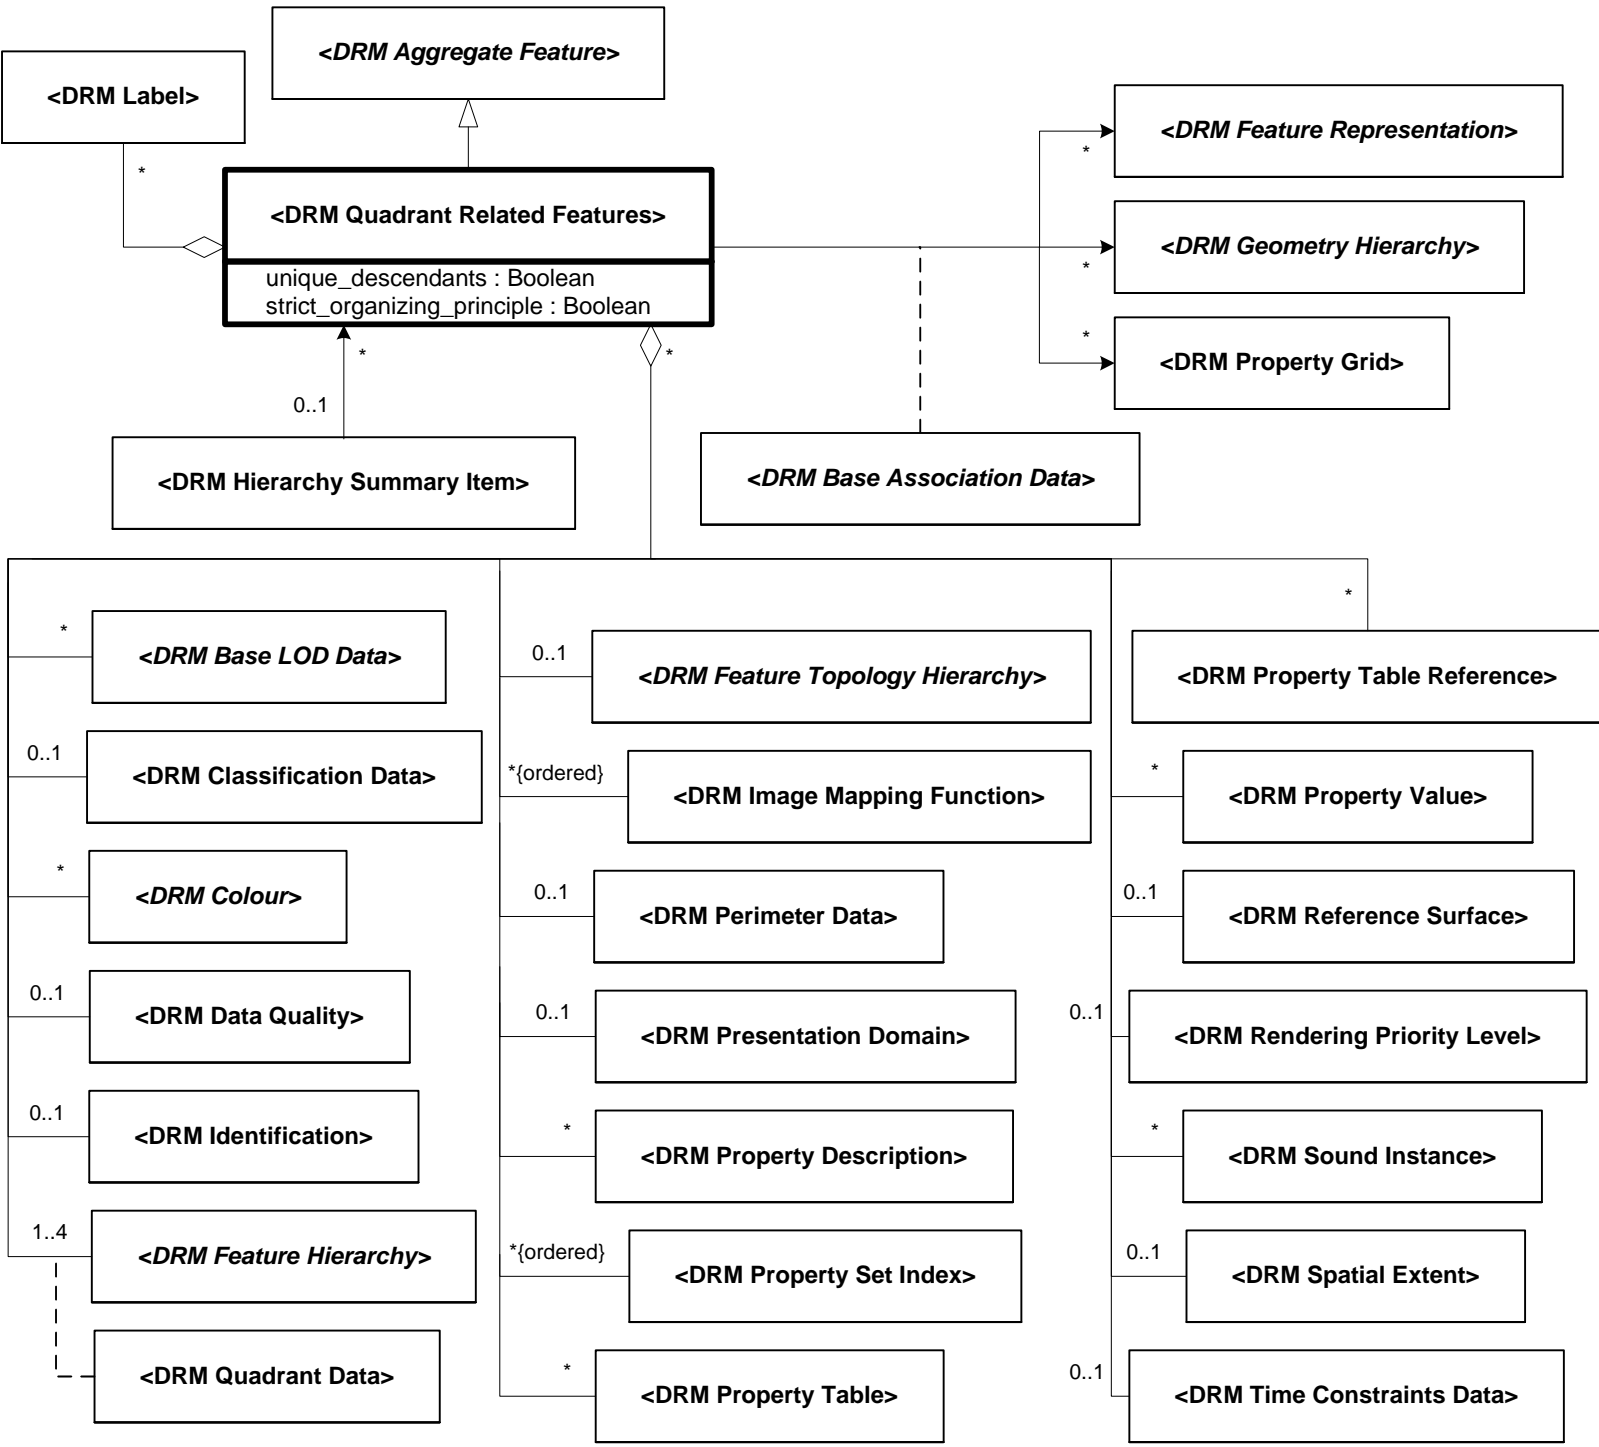 <DRM Aggregate Feature>
<DRM Label>
*
<DRM Quadrant Related Features>
unique_descendants : Boolean
strict_organizing_principle : Boolean
<DRM Feature Representation>
*
<DRM Geometry Hierarchy>
*
*
<DRM Property Grid>
*
*
0..1
<DRM Hierarchy Summary Item>
<DRM Base Association Data>
*
<DRM Base LOD Data>
0..1
<DRM Classification Data>
*
<DRM Colour>
0..1
<DRM Data Quality>
0..1
<DRM Identification>
1..4
<DRM Feature Hierarchy>
<DRM Quadrant Data>
0..1
<DRM Feature Topology Hierarchy>
*{ordered}
<DRM Image Mapping Function>
0..1
<DRM Perimeter Data>
0..1
<DRM Presentation Domain>
*
<DRM Property Description>
*{ordered}
<DRM Property Set Index>
*
<DRM Property Table>
*
<DRM Property Table Reference>
*
<DRM Property Value>
0..1
<DRM Reference Surface>
0..1
<DRM Rendering Priority Level>
*
<DRM Sound Instance>
0..1
<DRM Spatial Extent>
0..1
<DRM Time Constraints Data>